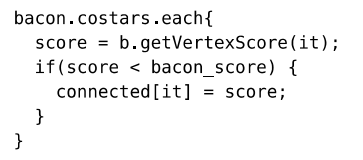 bacon.costars.each{
  score = b.getVertexScore(it);
  if(score < bacon_score) {
    connected[it] = score;
  }
}